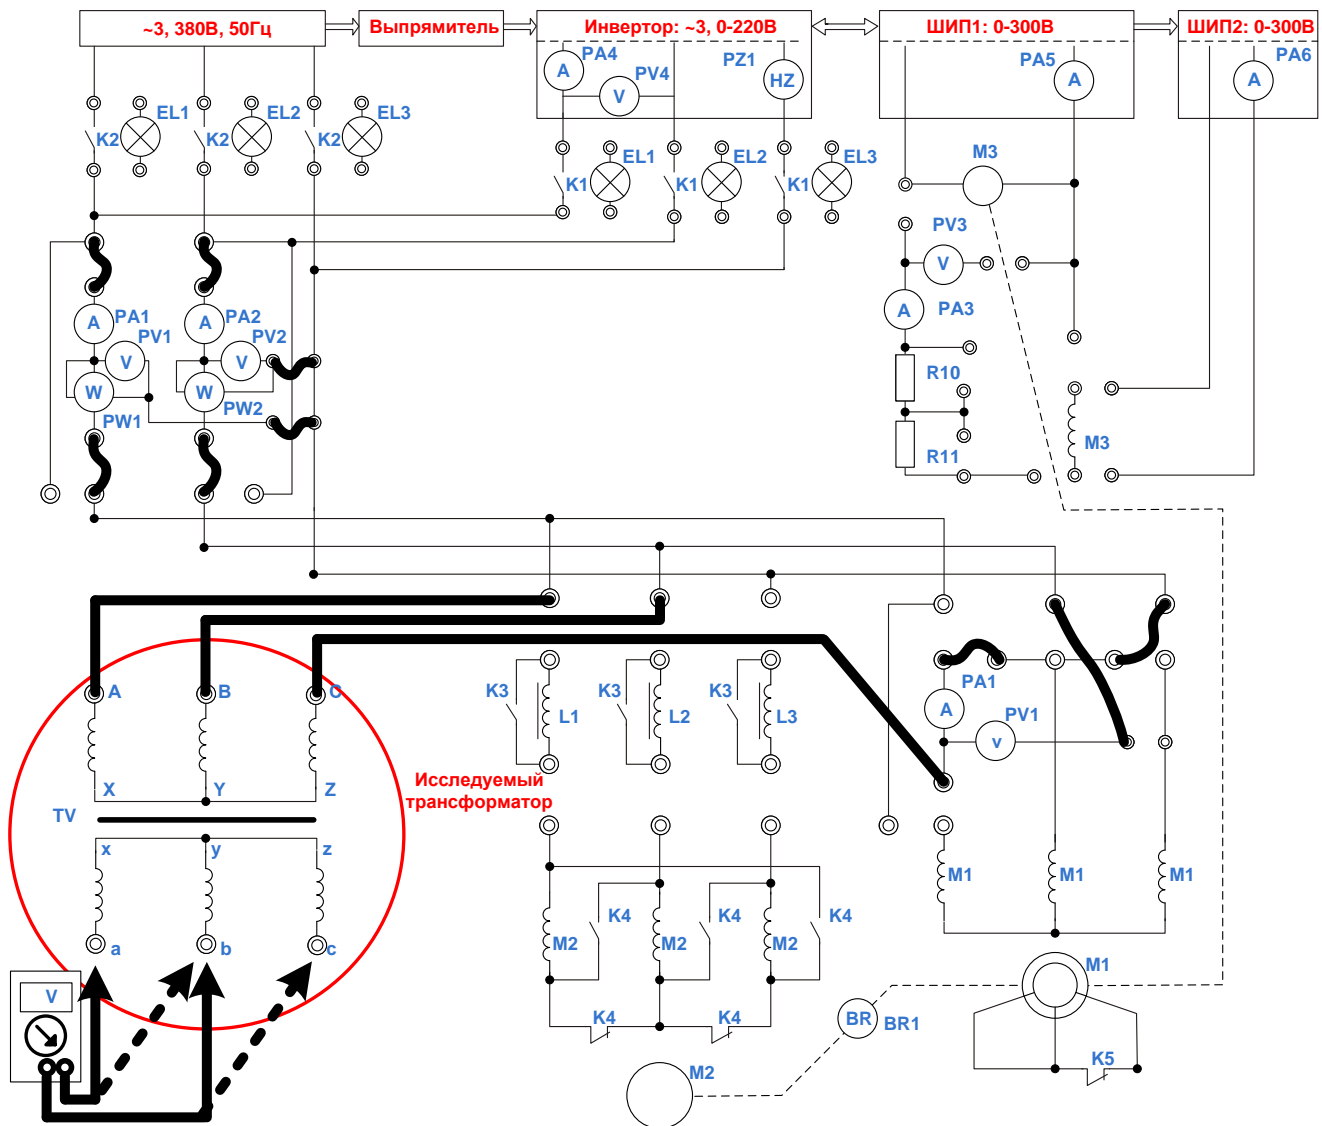 ~3, 380В, 50Гц
Выпрямитель
Инвертор: ~3, 0-220В
ШИП1: 0-300В
ШИП2: 0-300В
PA4
A
PV4
V
PZ1
HZ
PA5
A
PA6
A
K2
EL1
K2
EL2
K2
EL3
K1
EL1
K1
EL2
K1
EL3
M3
PV3
V
A
PA3
A
PA1
PV1
V
W
PW1
A
PA2
PV2
V
W
PW2
R10
R11
M3
A
B
C
X
Y
Z
TV
x
y
z
a
b
c
V
Исследуемый
трансформатор
K3
L1
K3
L2
K3
L3
PA1
A
PV1
v
M1
M1
M1
M2
K4
M2
K4
M2
K4
K4
K4
M1
BR
BR1
K5
M2